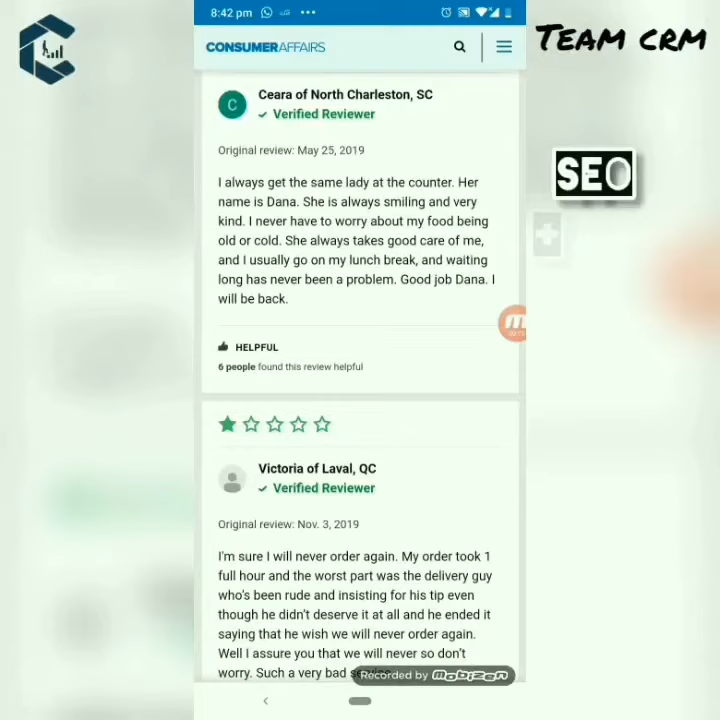 8:42 pm
TEAM CRM
CONSUMERAFFAIRS
C
Ceara of North Charleston, SC
Verified Reviewer
SEO
Original review: May 25, 2019
I always get the same lady at the counter. Her
name is Dana. She is always smiling and very
kind. I never have to worry about my food being
old or cold. She always takes good care of me,
and I usually go on my lunch break, and waiting
long has never been a problem. Good job Dana. I
will be back.
HELPFUL
6 people found this review helpful
Victoria of Laval, QC
Verified Reviewer
Original review: Nov. 3, 2019
I'm sure I will never order again. My order took 1
full hour and the worst part was the delivery guy
who's been rude and insisting for his tip even
though he didn't deserve it at all and he ended it
saying that he wish we will never order again.
Well I assure you that we will never so don't
worry. Such a very bad
Recorded by mobizen